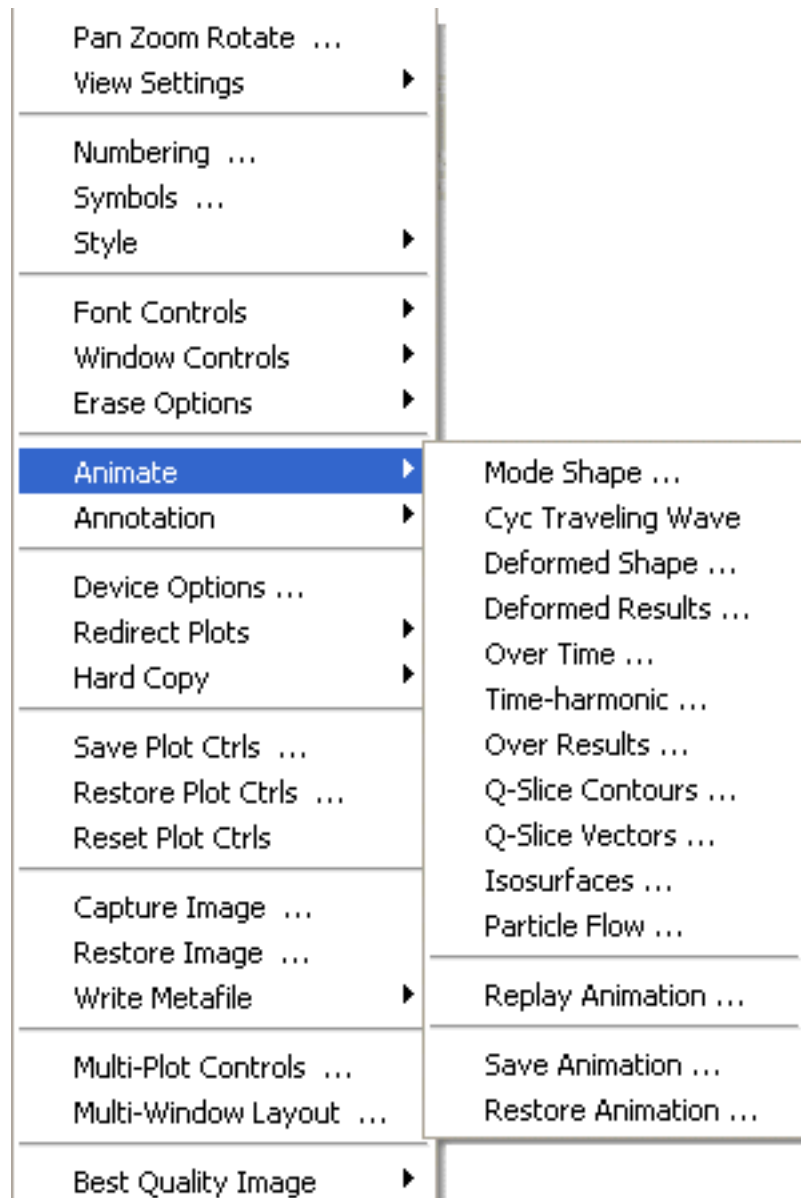 Pan Zoom Rotate ...
View Settings
Numbering ...
Symbols ...
Style
Font Controls
Window Controls
Erase Options
Animate
Annotation
Device Options ...
Redirect Plots
Hard Copy
Save Plot Ctrls ...
Restore Plot Ctrls ...
Reset Plot Ctrls
Capture Image ...
Restore Image ...
Write Metafile
Multi-Plot Controls ...
Multi-Window Layout ...
Best Quality Image
Mode Shape ...
Cyc Traveling Wave
Deformed Shape ...
Deformed Results ...
Over Time ...
Time-harmonic ...
Over Results ...
Q-Slice Contours ...
Q-Slice Vectors ...
Isosurfaces ...
Particle Flow ...
Replay Animation ...
Save Animation ...
Restore Animation ...